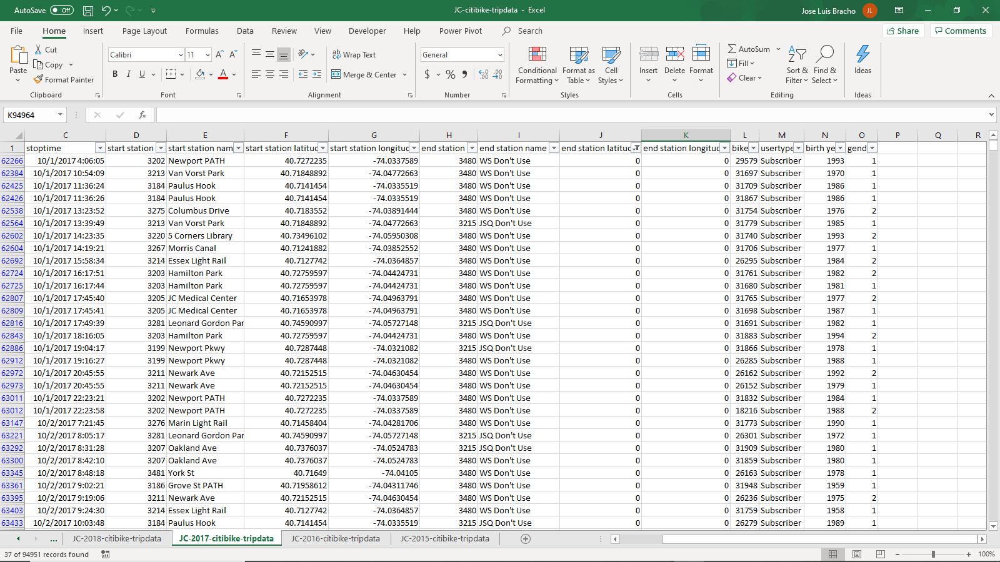 AutoSave Off JC-citibike-tripdata - Excel Jose Luis Bracho JL
File Home Insert Page Layout Formulas Data Review View Developer Help Power Pivot Search Share Comments
Paste Cut Copy Format Painter Clipboard
Calibri 11 A A B I U A Font
ab Wrap Text Merge & Center Alignment
General $ % Number
Conditional Formatting Format as Table Cell Styles Styles
Insert Delete Format Cells
AutoSum Fill Clear Sort & Filter Find & Select Editing
Ideas Ideas
K94964 fx
C D E F G H I J K L M N O P Q R
1 stoptime start station start station nam start station latituc start station longituc end station end station name end station latituc end station longituc bike usertype birth ye gend
62266 10/1/2017 4:06:05 3202 Newport PATH 40.7272235 -74.0337589 3480 WS Don't Use 0 0 29579 Subscriber 1993 1
62384 10/1/2017 10:54:09 3213 Van Vorst Park 40.71848892 -74.04772663 3480 WS Don't Use 0 0 31697 Subscriber 1970 1
62425 10/1/2017 11:36:24 3184 Paulus Hook 40.7141454 -74.0335519 3480 WS Don't Use 0 0 31709 Subscriber 1986 1
62426 10/1/2017 11:36:26 3184 Paulus Hook 40.7141454 -74.0335519 3480 WS Don't Use 0 0 31867 Subscriber 1986 1
62538 10/1/2017 13:23:52 3275 Columbus Drive 40.7183552 -74.03891444 3480 WS Don't Use 0 0 31754 Subscriber 1976 2
62564 10/1/2017 13:39:49 3213 Van Vorst Park 40.71848892 -74.04772663 3215 JSQ Don't Use 0 0 31779 Subscriber 1985 1
62602 10/1/2017 14:23:35 3220 5 Corners Library 40.73496102 -74.05950308 3480 WS Don't Use 0 0 31740 Subscriber 1993 2
62604 10/1/2017 14:19:21 3267 Morris Canal 40.71241882 -74.03852552 3480 WS Don't Use 0 0 31706 Subscriber 1977 1
62692 10/1/2017 15:58:34 3214 Essex Light Rail 40.7127742 -74.0364857 3480 WS Don't Use 0 0 26295 Subscriber 1984 2
62724 10/1/2017 16:17:51 3203 Hamilton Park 40.72759597 -74.04424731 3480 WS Don't Use 0 0 31761 Subscriber 1982 2
62725 10/1/2017 16:17:44 3203 Hamilton Park 40.72759597 -74.04424731 3480 WS Don't Use 0 0 31680 Subscriber 1981 1
62807 10/1/2017 17:45:40 3205 JC Medical Center 40.71653978 -74.04963791 3480 WS Don't Use 0 0 31765 Subscriber 1977 2
62809 10/1/2017 17:45:41 3205 JC Medical Center 40.71653978 -74.04963791 3480 WS Don't Use 0 0 31698 Subscriber 1987 1
62816 10/1/2017 17:49:39 3281 Leonard Gordon Par 40.74590997 -74.05727148 3215 JSQ Don't Use 0 0 31691 Subscriber 1982 1
62843 10/1/2017 18:16:05 3203 Hamilton Park 40.72759597 -74.04424731 3480 WS Don't Use 0 0 31883 Subscriber 1994 2
62886 10/1/2017 19:04:17 3199 Newport Pkwy 40.7287448 -74.0321082 3215 JSQ Don't Use 0 0 31866 Subscriber 1978 1
62912 10/1/2017 19:16:27 3199 Newport Pkwy 40.7287448 -74.0321082 3480 WS Don't Use 0 0 26285 Subscriber 1988 1
62972 10/1/2017 20:45:55 3211 Newark Ave 40.72152515 -74.04630454 3480 WS Don't Use 0 0 26162 Subscriber 1992 2
62973 10/1/2017 20:45:55 3211 Newark Ave 40.72152515 -74.04630454 3480 WS Don't Use 0 0 26152 Subscriber 1979 1
63011 10/1/2017 22:23:21 3202 Newport PATH 40.7272235 -74.0337589 3480 WS Don't Use 0 0 31832 Subscriber 1984 1
63012 10/1/2017 22:23:58 3202 Newport PATH 40.7272235 -74.0337589 3480 WS Don't Use 0 0 18216 Subscriber 1988 2
63147 10/2/2017 7:21:45 3276 Marin Light Rail 40.71458404 -74.04281706 3480 WS Don't Use 0 0 31773 Subscriber 1990 1
63221 10/2/2017 8:05:17 3281 Leonard Gordon Par 40.74590997 -74.05727148 3215 JSQ Don't Use 0 0 26301 Subscriber 1972 1
63292 10/2/2017 8:31:28 3207 Oakland Ave 40.7376037 -74.0524783 3215 JSQ Don't Use 0 0 31909 Subscriber 1980 1
63300 10/2/2017 8:42:10 3207 Oakland Ave 40.7376037 -74.0524783 3480 WS Don't Use 0 0 31859 Subscriber 1980 1
63345 10/2/2017 8:48:18 3481 York St 40.71649 -74.04105 3480 WS Don't Use 0 0 26163 Subscriber 1978 1
63361 10/2/2017 9:02:21 3186 Grove St PATH 40.71958612 -74.04311746 3480 WS Don't Use 0 0 31948 Subscriber 1959 1
63395 10/2/2017 9:19:06 3211 Newark Ave 40.72152515 -74.04630454 3480 WS Don't Use 0 0 26236 Subscriber 1975 2
63403 10/2/2017 9:24:30 3214 Essex Light Rail 40.7127742 -74.0364857 3480 WS Don't Use 0 0 31759 Subscriber 1958 1
63433 10/2/2017 10:03:48 3184 Paulus Hook 40.7141454 -74.0335519 3215 JSQ Don't Use 0 0 26279 Subscriber 1989 1
... JC-2018-citibike-tripdata JC-2017-citibike-tripdata JC-2016-citibike-tripdata JC-2015-citibike-tripdata
37 of 94951 records found 100%